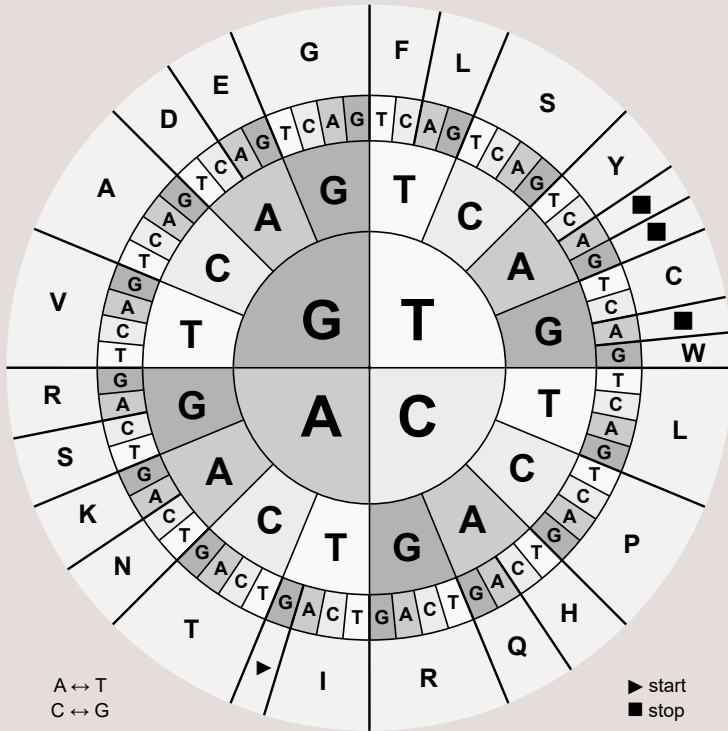 G T
A C
T C A G
T C A G
T C A G
T C A G
T C A G T C A G T C A G T C A G
T C A G T C A G T C A G T C A G
T C A G T C A G T C A G T C A G
T C A G T C A G T C A G T C A G
F L S Y ■ ■ C ■ W
L P H Q R
I ▶ T N K S R
V A D E G
A ↔ T
C ↔ G
▶ start
■ stop